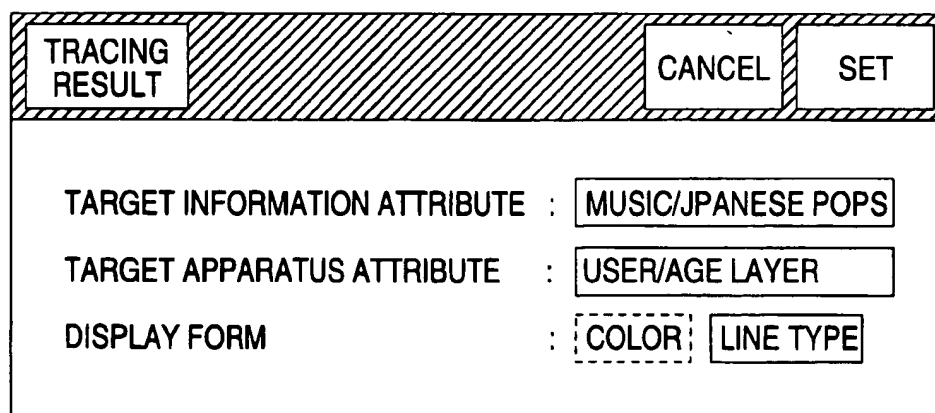 TRACING
RESULT
CANCEL
SET
TARGET INFORMATION ATTRIBUTE : MUSIC/JPANESE POPS
TARGET APPARATUS ATTRIBUTE : USER/AGE LAYER
DISPLAY FORM : COLOR LINE TYPE